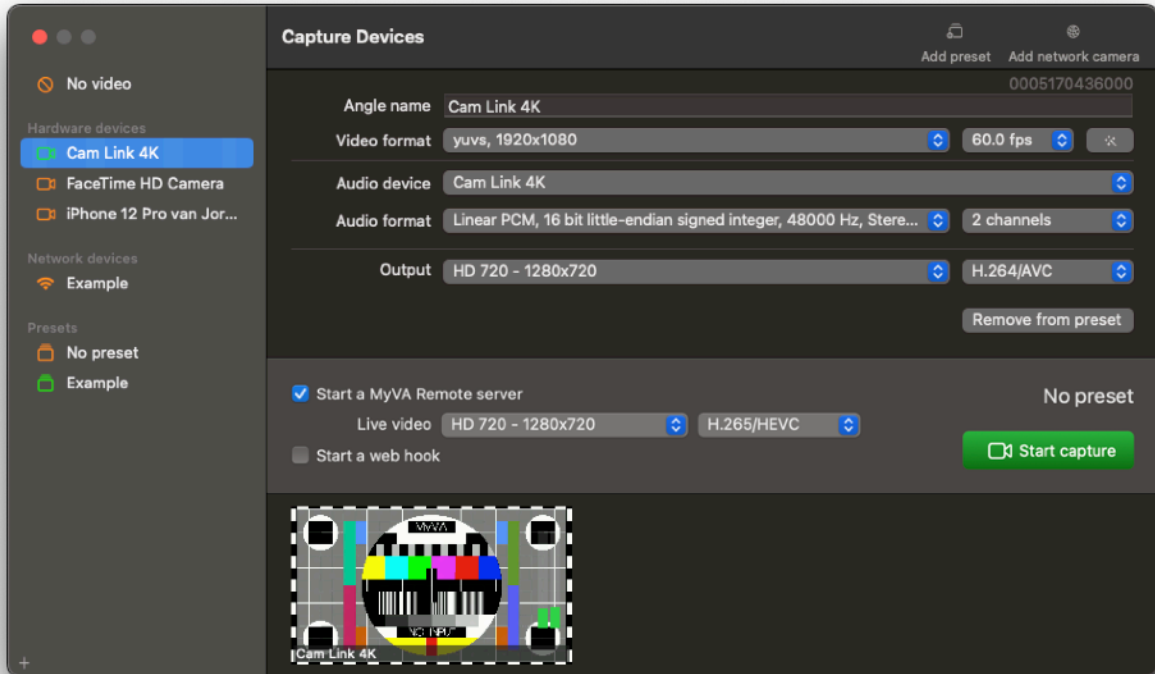 Capture Devices
Add preset
Add network camera
No video
Hardware devices
Cam Link 4K
FaceTime HD Camera
iPhone 12 Pro van Jor...
Network devices
Example
Presets
No preset
Example
0005170436000
Angle name Cam Link 4K
Video format yuvs, 1920x1080 60.0 fps
Audio device Cam Link 4K
Audio format Linear PCM, 16 bit little-endian signed integer, 48000 Hz, Stere... 2 channels
Output HD 720 - 1280x720 H.264/AVC
Remove from preset
Start a MyVA Remote server
No preset
Live video HD 720 - 1280x720 H.265/HEVC
Start a web hook
Start capture
MyVA
NO INPUT
Cam Link 4K